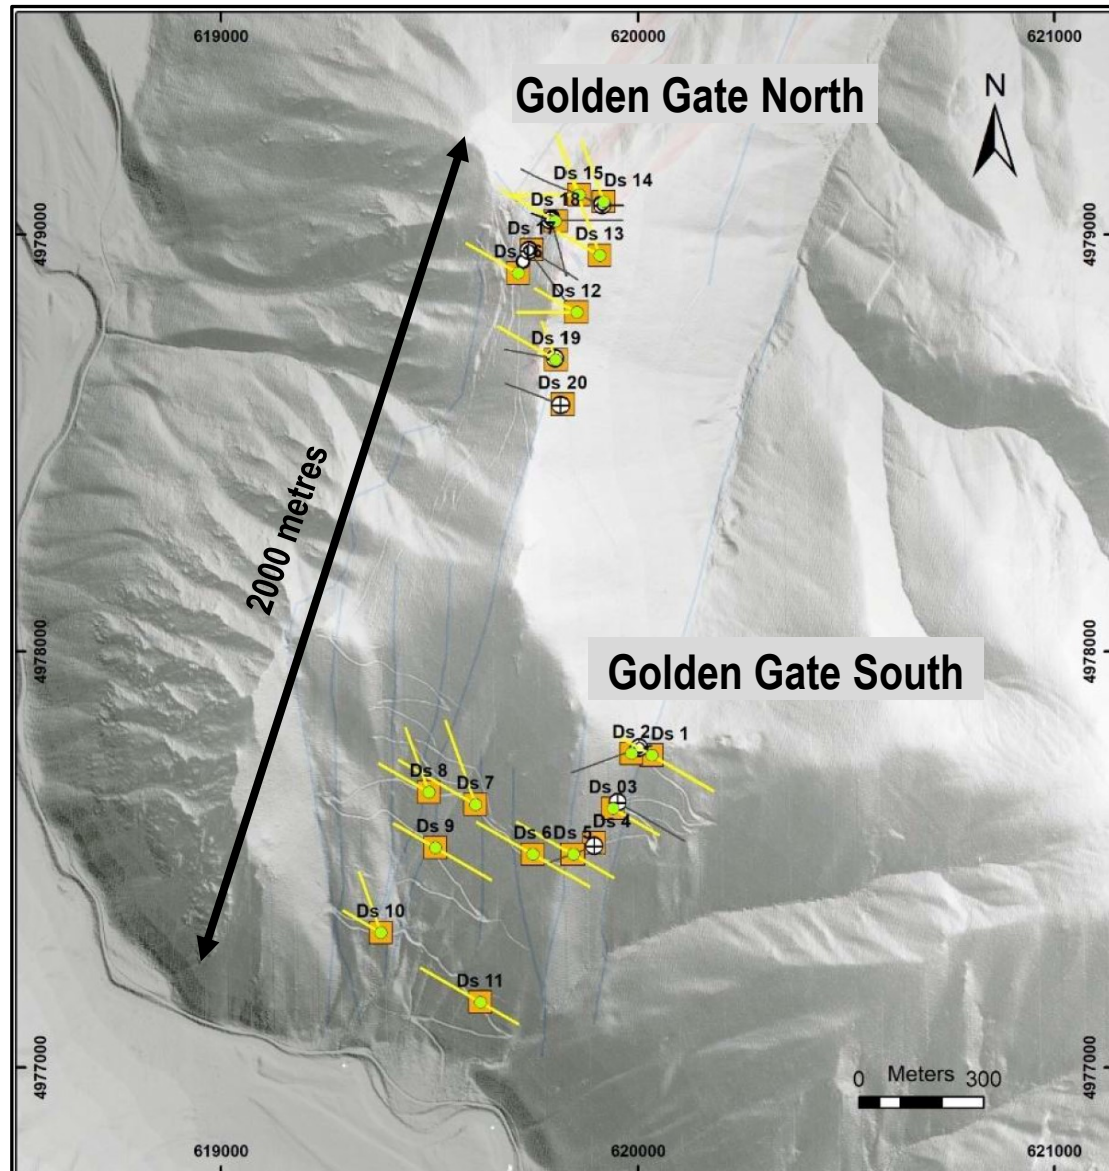 619000
620000
621000
Golden Gate North
N
Ds 15
Ds 14
Ds 18
Ds 17
Ds 13
4979000
4979000
Ds 12
Ds 19
Ds 20
2000 metres
4978000
4978000
Golden Gate South
Ds 2
Ds 1
Ds 8
Ds 7
Ds 03
Ds 4
Ds 9
Ds 6
Ds 5
Ds 10
Ds 11
4977000
4977000
0 Meters 300
619000
620000
621000